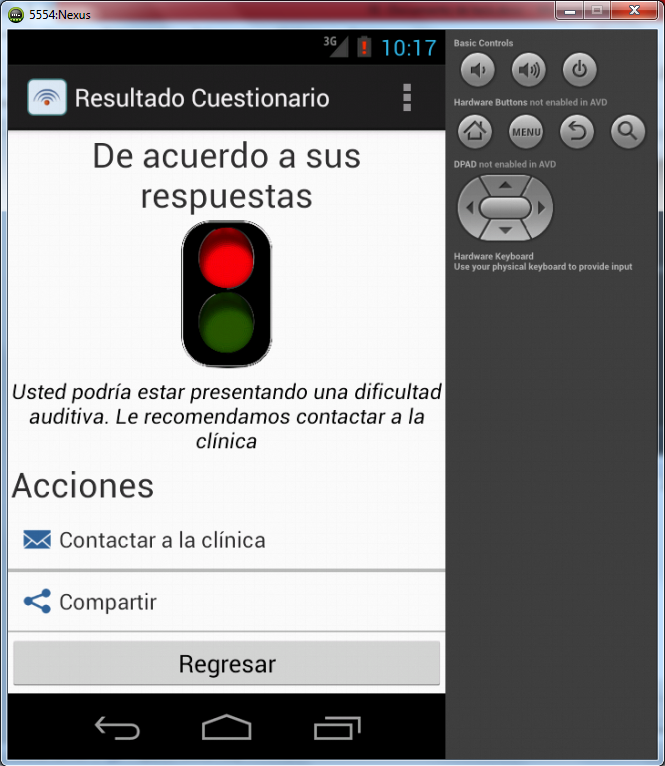 5554:Nexus
3G
10:17
Resultado Cuestionario
De acuerdo a sus
respuestas
Usted podría estar presentando una dificultad
auditiva. Le recomendamos contactar a la
clínica
Acciones
Contactar a la clínica
Compartir
Regresar
Basic Controls
Hardware Buttons not enabled in AVD
MENU
DPAD not enabled in AVD
Hardware Keyboard
Use your physical keyboard to provide input